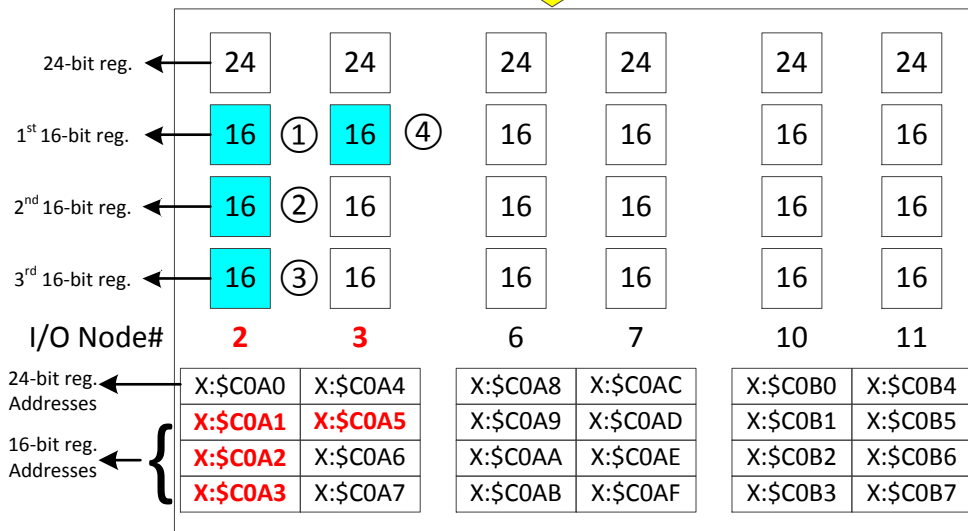 24-bit reg. 24 24 24 24 24 24
1st 16-bit reg. 16 ① 16 ④ 16 16 16 16
2nd 16-bit reg. 16 ② 16 16 16 16 16
3rd 16-bit reg. 16 ③ 16 16 16 16 16
I/O Node# 2 3 6 7 10 11
24-bit reg. Addresses X:$C0A0 X:$C0A4 X:$C0A8 X:$C0AC X:$C0B0 X:$C0B4
X:$C0A1 X:$C0A5 X:$C0A9 X:$C0AD X:$C0B1 X:$C0B5
16-bit reg. Addresses { X:$C0A2 X:$C0A6 X:$C0AA X:$C0AE X:$C0B2 X:$C0B6
X:$C0A3 X:$C0A7 X:$C0AB X:$C0AF X:$C0B3 X:$C0B7